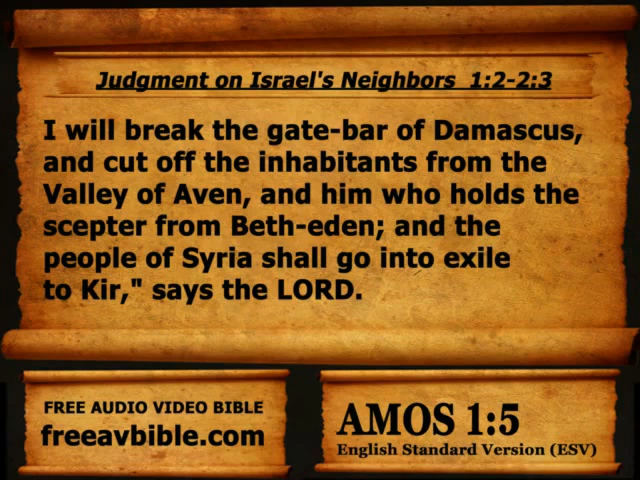 Judgment on Israel's Neighbors  1:2-2:3
I will break the gate-bar of Damascus,
and cut off the inhabitants from the
Valley of Aven, and him who holds the
scepter from Beth-eden; and the
people of Syria shall go into exile
to Kir," says the LORD.
FREE AUDIO VIDEO BIBLE
freeavbible.com
AMOS 1:5
English Standard Version (ESV)